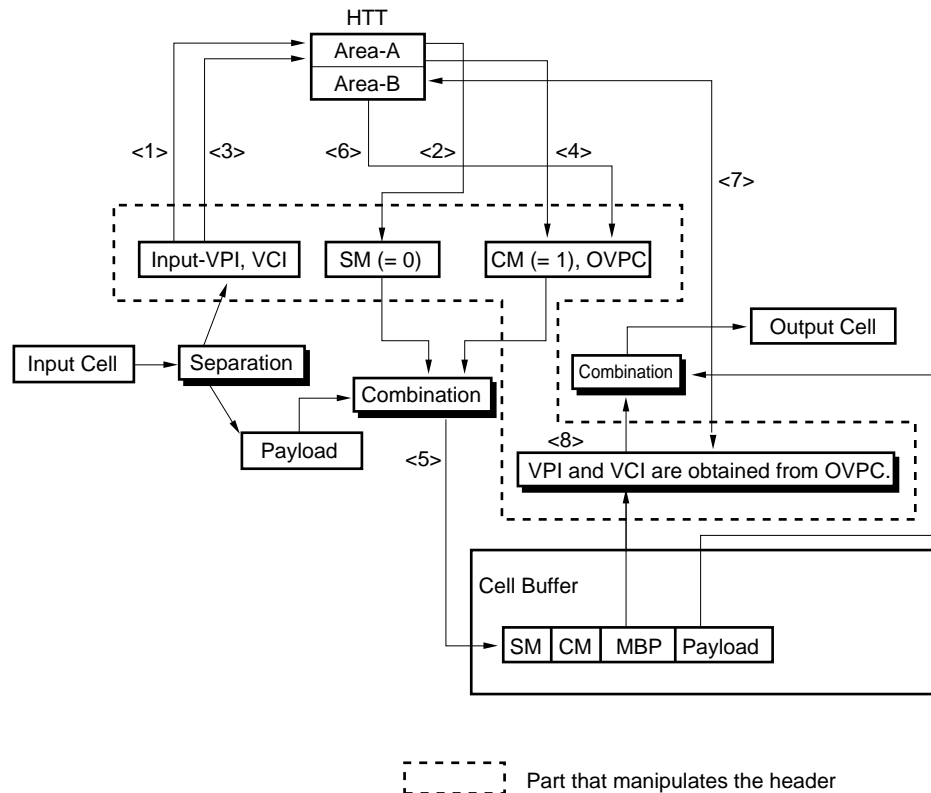 HTT
Area-A
Area-B
<1>
<3>
<6>
<2>
<4>
<7>
Input-VPI, VCI
SM (= 0)
CM (= 1), OVPC
Output Cell
Input Cell
Separation
Combination
Combination
Payload
<5>
<8>
VPI and VCI are obtained from OVPC.
Cell Buffer
SM
CM
MBP
Payload
Part that manipulates the header